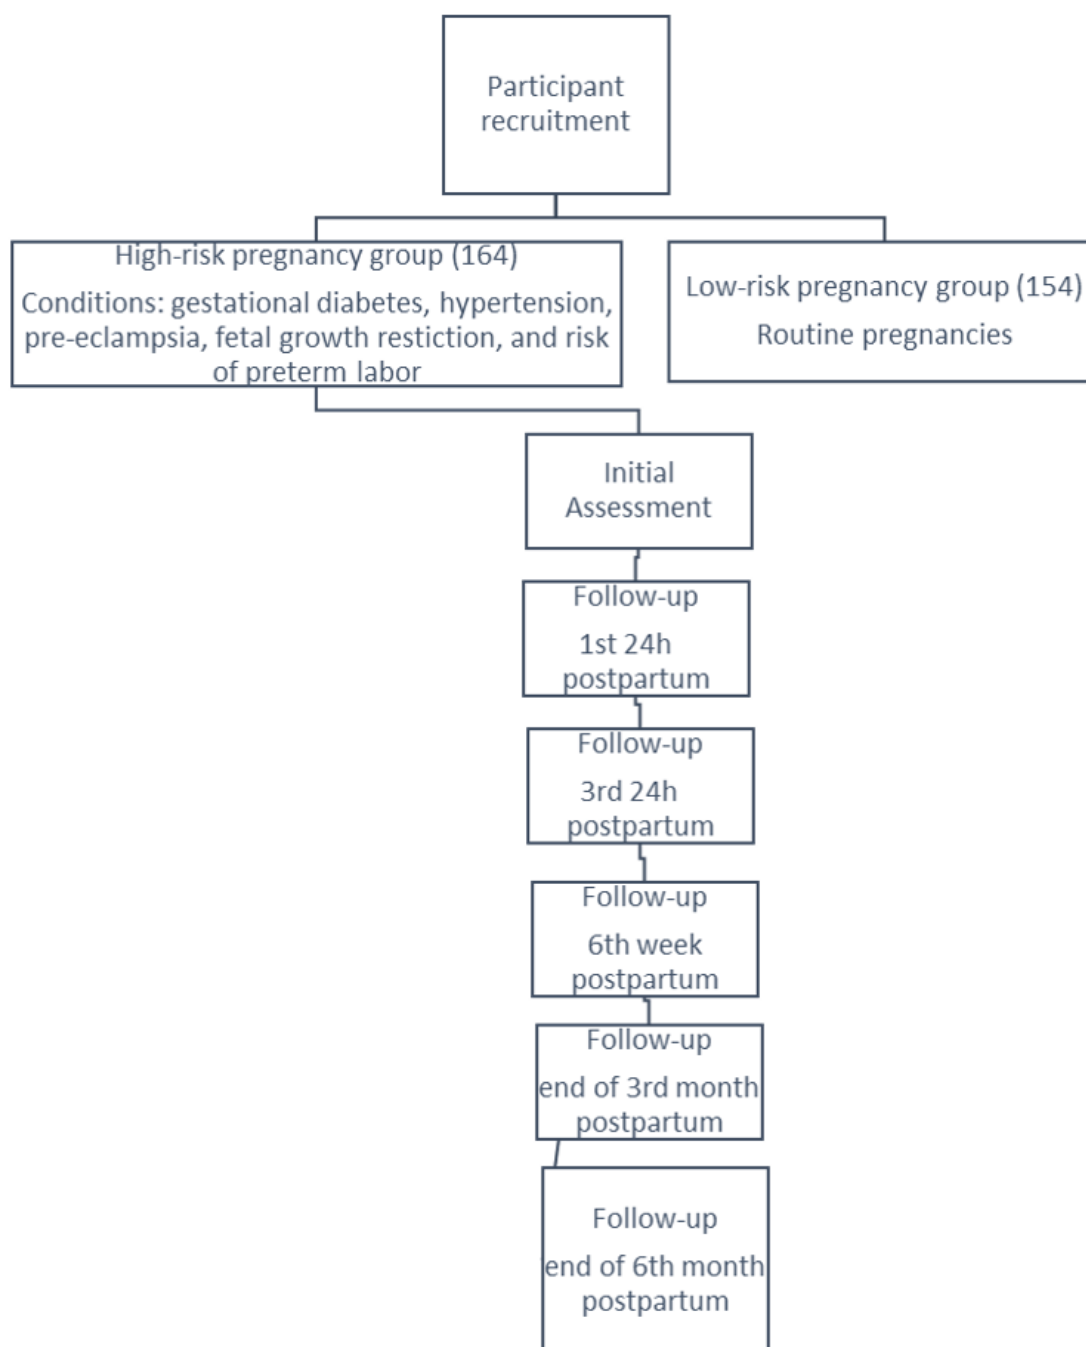 Participant
recruitment
High-risk pregnancy group (164)
Conditions: gestational diabetes, hypertension,
pre-eclampsia, fetal growth restiction, and risk
of preterm labor
Low-risk pregnancy group (154)
Routine pregnancies
Initial
Assessment
Follow-up
1st 24h
postpartum
Follow-up
3rd 24h
postpartum
Follow-up
6th week
postpartum
Follow-up
end of 3rd month
postpartum
Follow-up
end of 6th month
postpartum